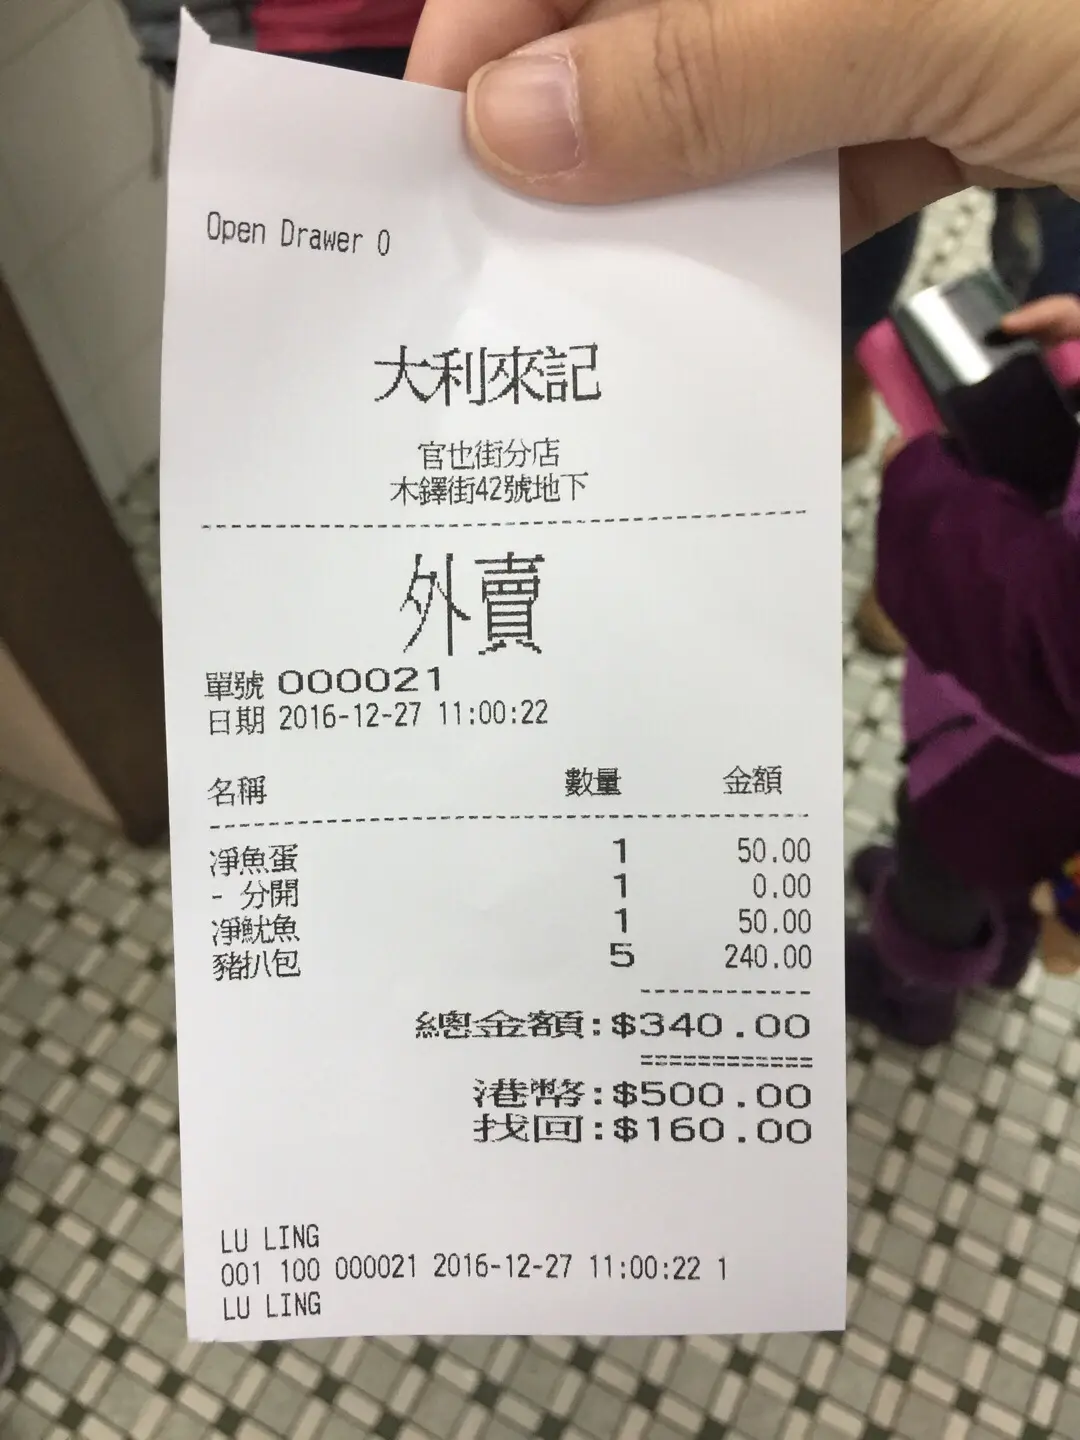 Open Drawer 0
大利來記
官也街分店
木鐸街42號地下
外賣
單號 000021
日期 2016-12-27 11:00:22
名稱 數量 金額
凈魚蛋 1 50.00
- 分開 1 0.00
凈魷魚 1 50.00
豬扒包 5 240.00
總金額:$340.00
港幣:$500.00
找回:$160.00
LU LING
001 100 000021 2016-12-27 11:00:22 1
LU LING